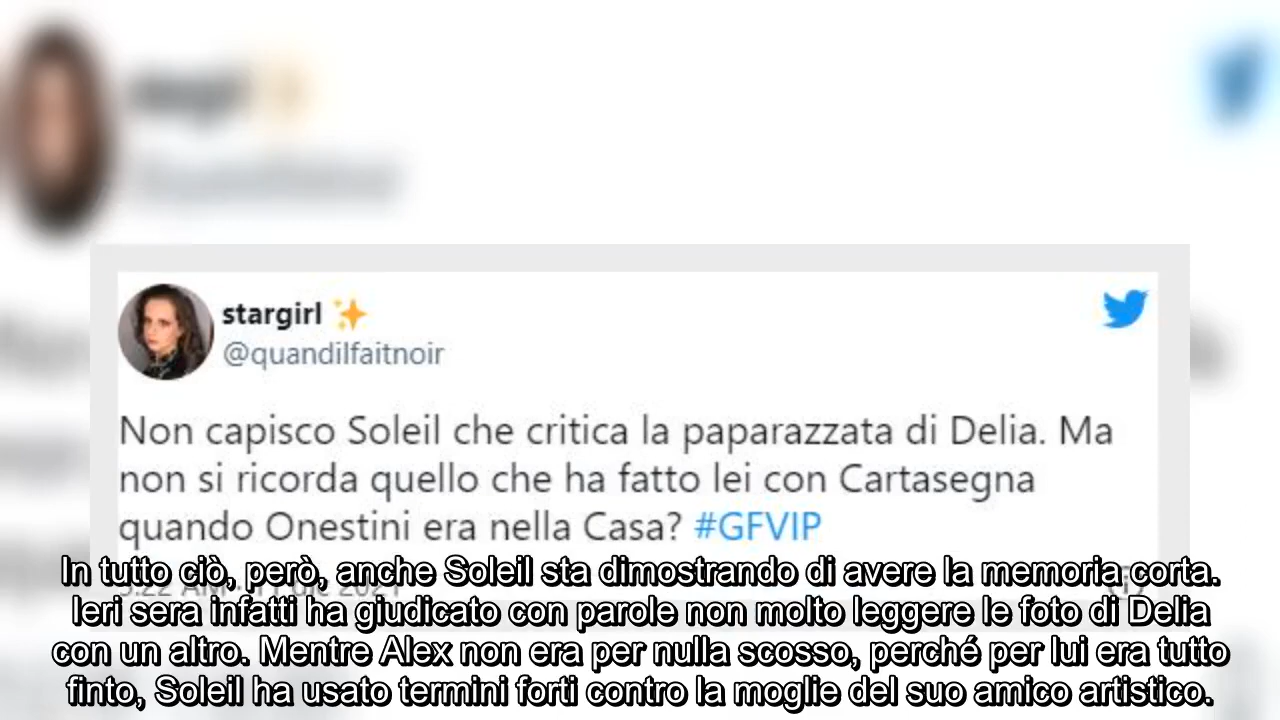 stargirl ✨
@quandilfaitnoir
Non capisco Soleil che critica la paparazzata di Delia. Ma
non si ricorda quello che ha fatto lei con Cartasegna
quando Onestini era nella Casa? #GFVIP
In tutto ciò, però, anche Soleil sta dimostrando di avere la memoria corta.
Ieri sera infatti ha giudicato con parole non molto leggere le foto di Delia
con un altro. Mentre Alex non era per nulla scosso, perché per lui era tutto
finto, Soleil ha usato termini forti contro la moglie del suo amico artistico.